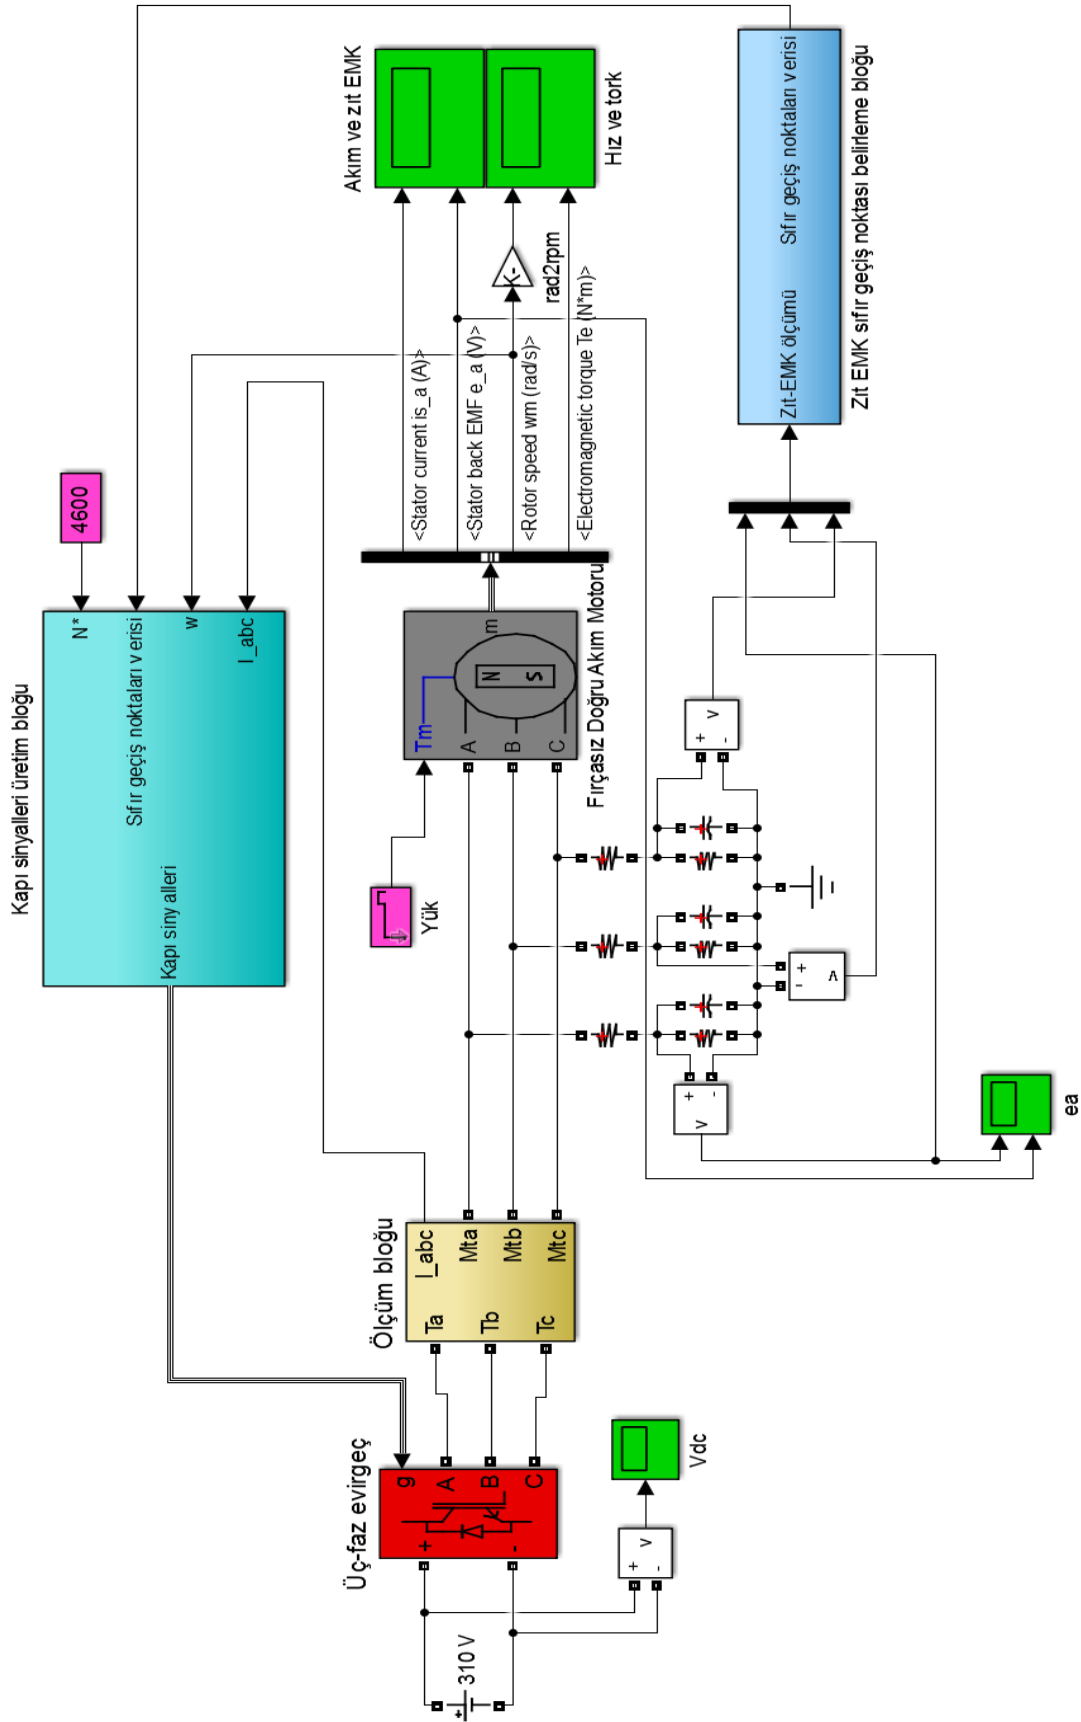 Kapı sinyalleri üretim bloğu
N*
Sıfır geçiş noktaları verisi
w
I_abc
Kapı sinyalleri
4600
Akım ve zıt EMK
Hız ve tork
K-
rad2rpm
<Stator current is_a (A)>
<Stator back EMF e_a (V)>
<Rotor speed wm (rad/s)>
<Electromagnetic torque Te (N*m)>
Zıt-EMK ölçümü
Sıfır geçiş noktaları verisi
Zıt EMK sıfır geçiş noktası belirleme bloğu
Tm
m
A
B
C
N
S
Fırçasız Doğru Akım Motoru
Yük
Ölçüm bloğu
I_abc
Mta
Mtb
Mtc
Ta
Tb
Tc
Üç-faz evirgeç
g
A
B
C
+
-
+
310 V
+
-
v
Vdc
+
-
v
+
-
v
+
-
v
ea